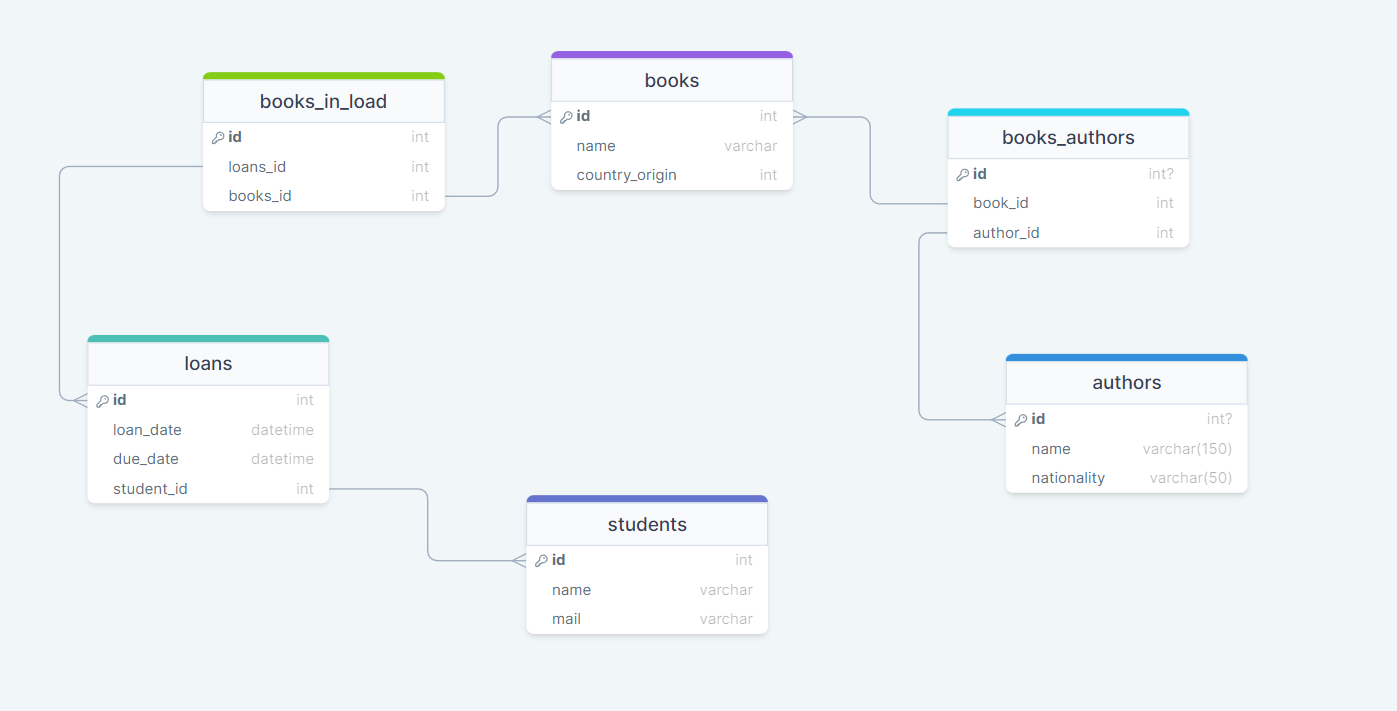 books_in_load
id int
loans_id int
books_id int
books
id int
name varchar
country_origin int
books_authors
id int?
book_id int
author_id int
loans
id int
loan_date datetime
due_date datetime
student_id int
authors
id int?
name varchar(150)
nationality varchar(50)
students
id int
name varchar
mail varchar